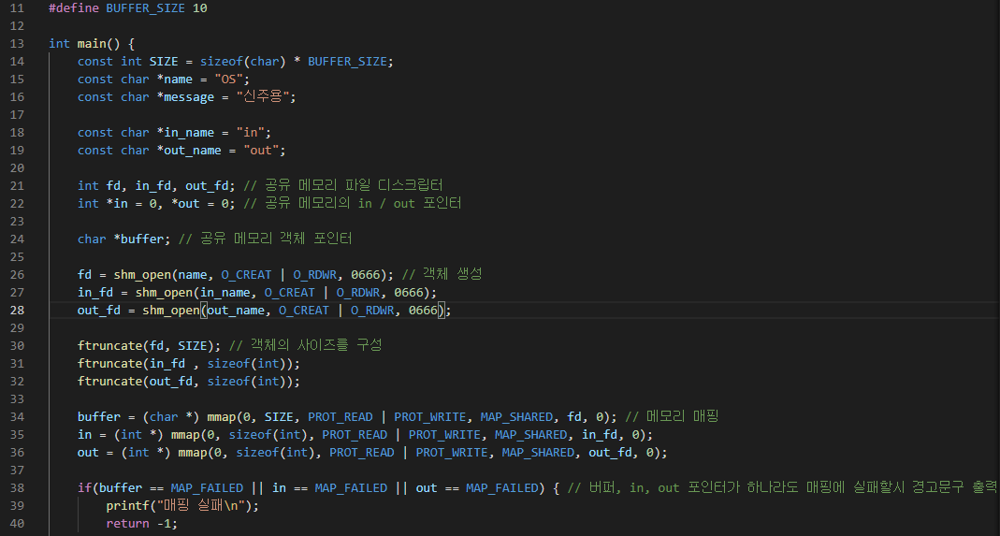 11 #define BUFFER_SIZE 10
12
13 int main() {
14     const int SIZE = sizeof(char) * BUFFER_SIZE;
15     const char *name = "OS";
16     const char *message = "신주용";
17
18     const char *in_name = "in";
19     const char *out_name = "out";
20
21     int fd, in_fd, out_fd; // 공유 메모리 파일 디스크립터
22     int *in = 0, *out = 0; // 공유 메모리의 in / out 포인터
23
24     char *buffer; // 공유 메모리 객체 포인터
25
26     fd = shm_open(name, O_CREAT | O_RDWR, 0666); // 객체 생성
27     in_fd = shm_open(in_name, O_CREAT | O_RDWR, 0666);
28     out_fd = shm_open(out_name, O_CREAT | O_RDWR, 0666);
29
30     ftruncate(fd, SIZE); // 객체의 사이즈를 구성
31     ftruncate(in_fd , sizeof(int));
32     ftruncate(out_fd, sizeof(int));
33
34     buffer = (char *) mmap(0, SIZE, PROT_READ | PROT_WRITE, MAP_SHARED, fd, 0); // 메모리 매핑
35     in = (int *) mmap(0, sizeof(int), PROT_READ | PROT_WRITE, MAP_SHARED, in_fd, 0);
36     out = (int *) mmap(0, sizeof(int), PROT_READ | PROT_WRITE, MAP_SHARED, out_fd, 0);
37
38     if(buffer == MAP_FAILED || in == MAP_FAILED || out == MAP_FAILED) { // 버퍼, in, out 포인터가 하나라도 매핑에 실패할시 경고문구 출력
39         printf("매핑 실패\n");
40         return -1;